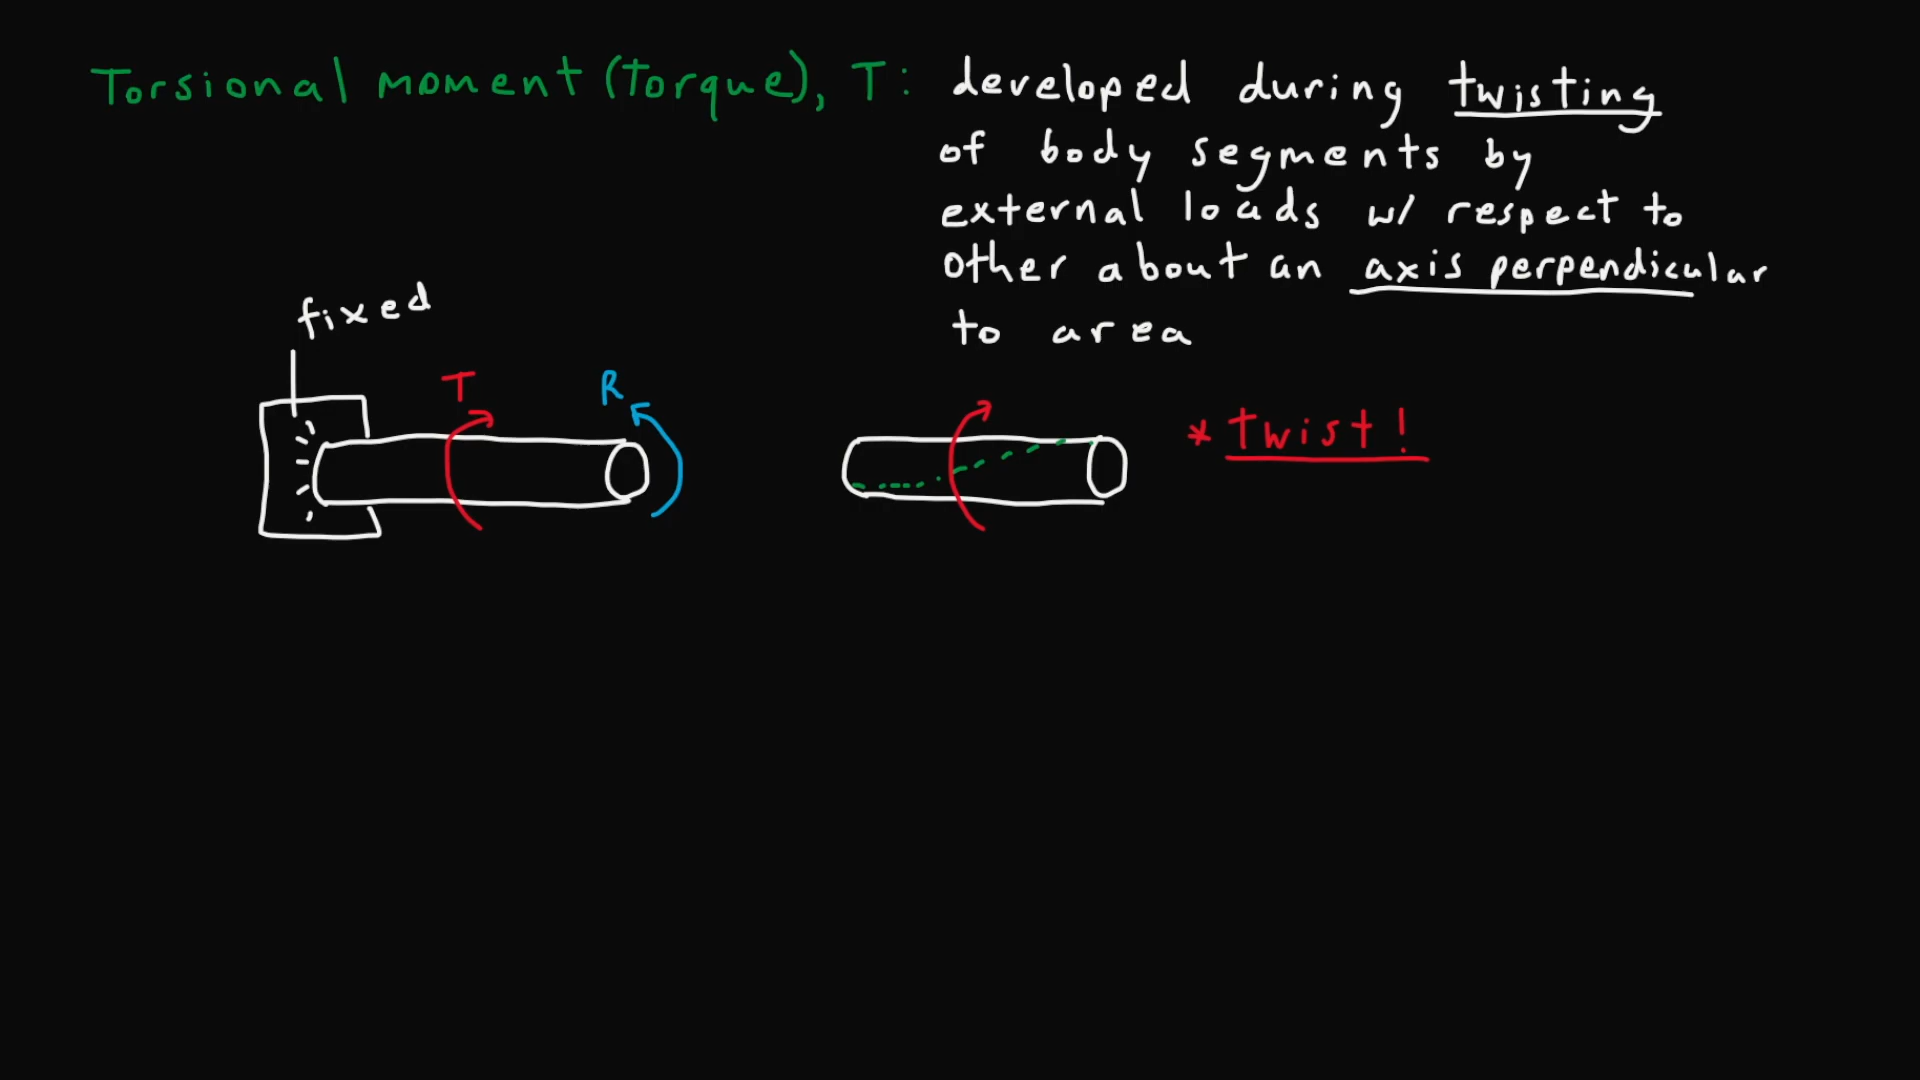 Torsional moment (Torque), T: developed during twisting
of body segments by
external loads w/ respect to
other about an axis perpendicular
to area
fixed
T
R
* twist!